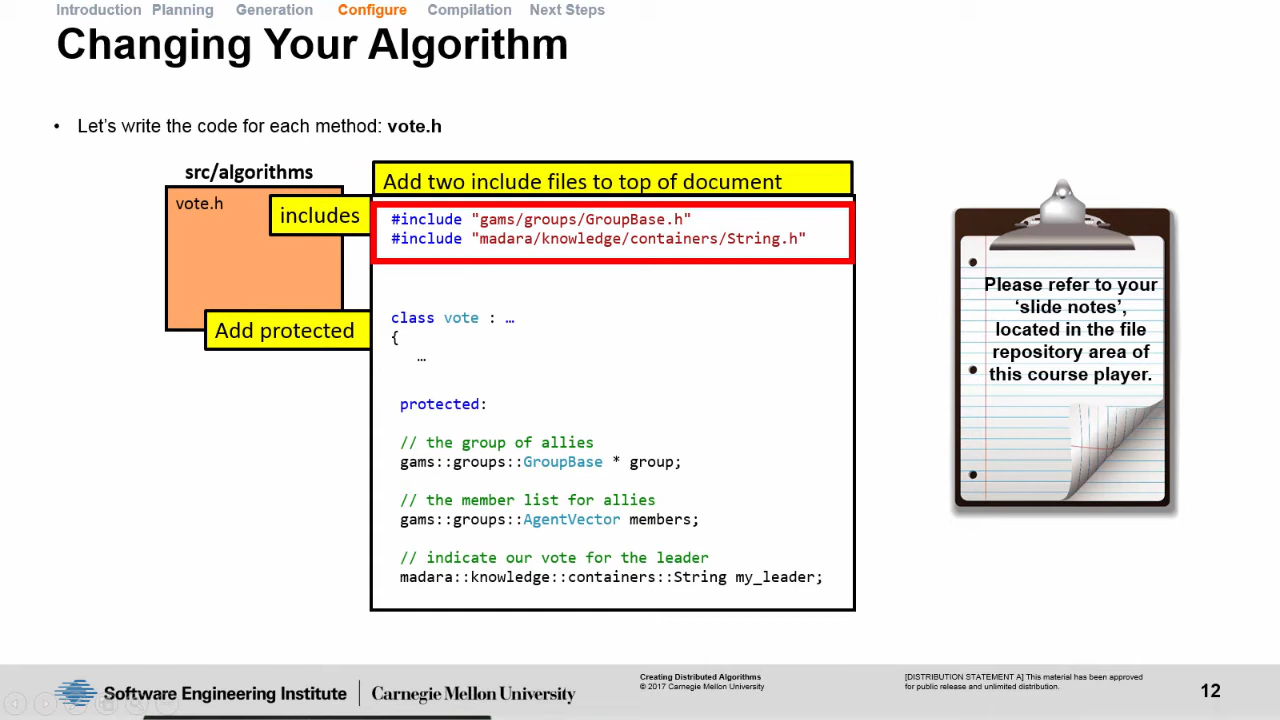 Introduction Planning Generation Configure Compilation Next Steps
Changing Your Algorithm
• Let's write the code for each method: vote.h
src/algorithms
vote.h
includes
Add protected
Add two include files to top of document
#include "gams/groups/GroupBase.h"
#include "madara/knowledge/containers/String.h"
class vote : …
{
…
protected:
// the group of allies
gams::groups::GroupBase * group;
// the member list for allies
gams::groups::AgentVector members;
// indicate our vote for the leader
madara::knowledge::containers::String my_leader;
Please refer to your
‘slide notes’,
located in the file
repository area of
this course player.
Software Engineering Institute
Carnegie Mellon University
Creating Distributed Algorithms
© 2017 Carnegie Mellon University
[DISTRIBUTION STATEMENT A] This material has been approved
for public release and unlimited distribution.
12